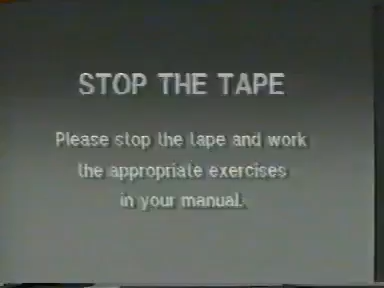 STOP THE TAPE
Please stop the tape and work
the appropriate exercises
in your manual.